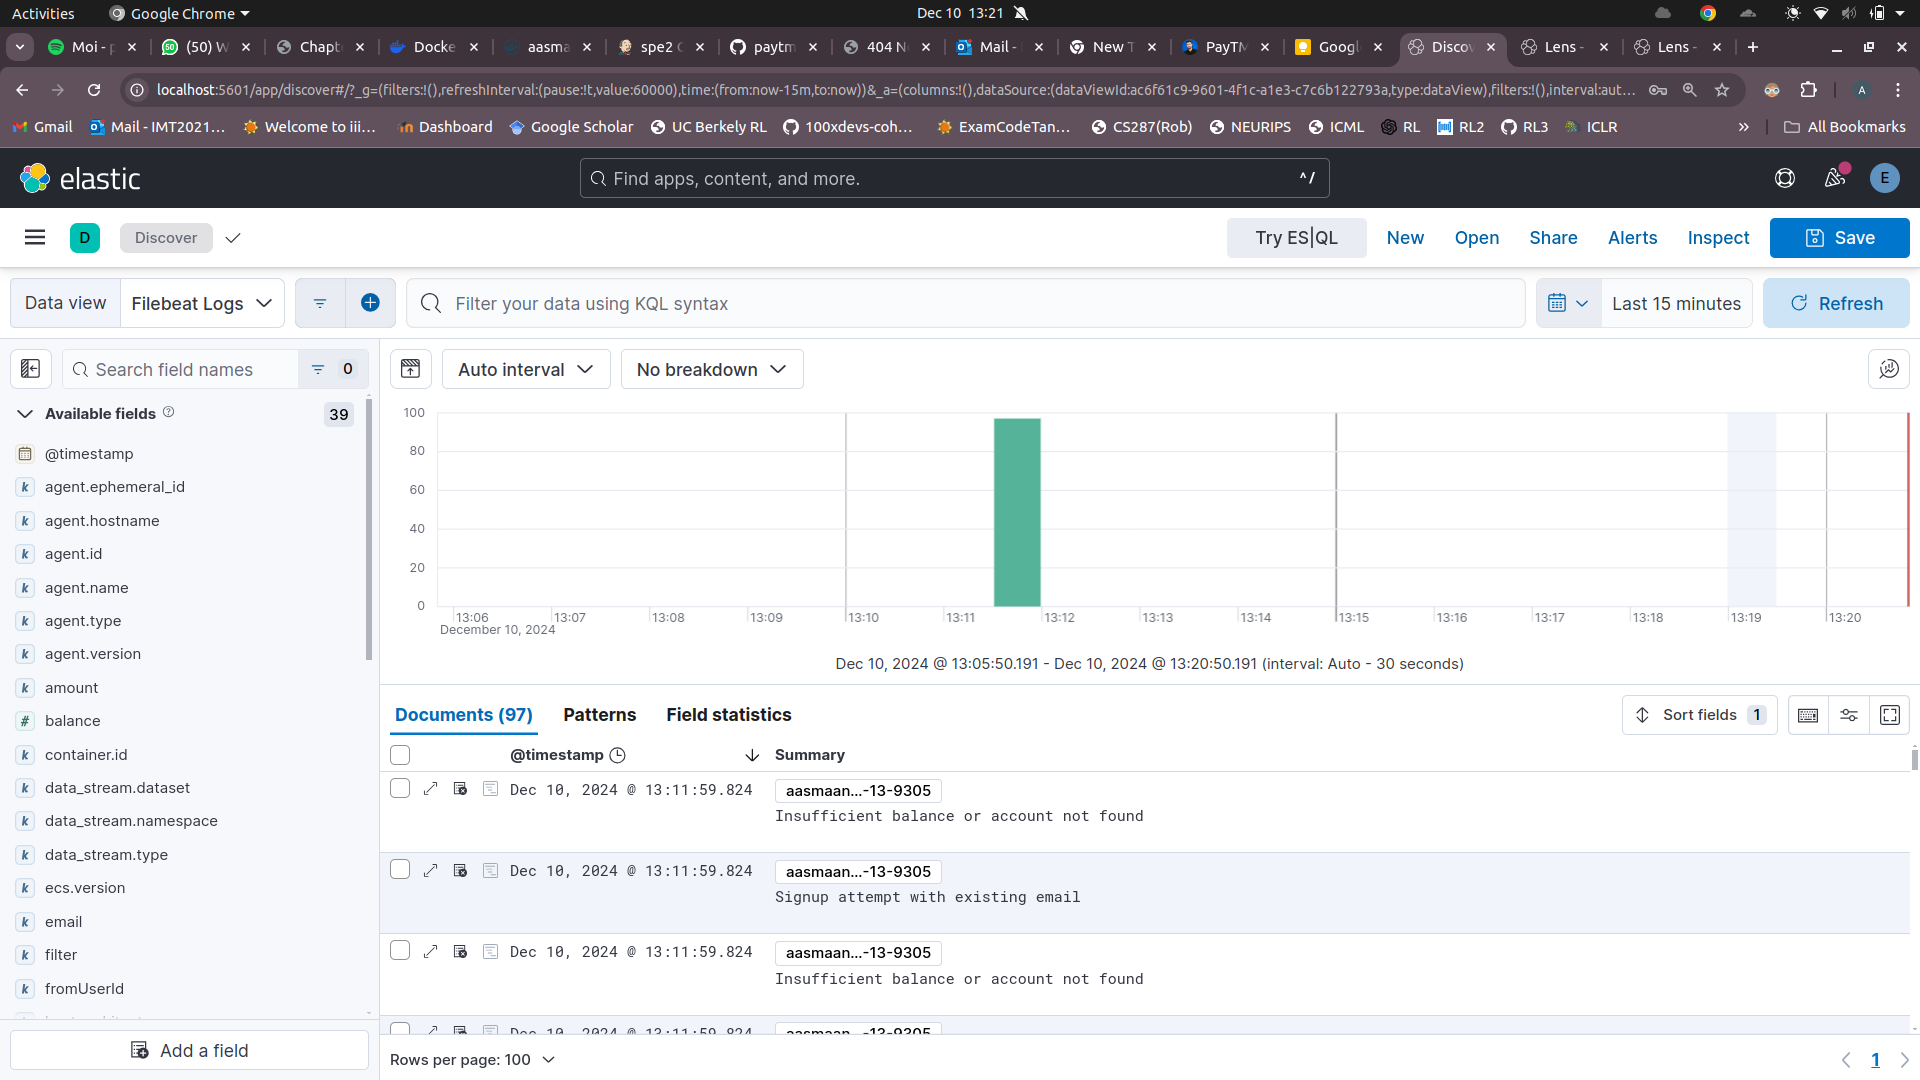 Activities
Google Chrome
Dec 10 13:21
Moi - p
(50) W
Chapt
Docke
aasma
spe2
paytm
404 N
Mail -
New T
PayTM
Googl
Discov
Lens -
Lens -
localhost:5601/app/discover#/?_g=(filters:!(),refreshInterval:(pause:!t,value:60000),time:(from:now-15m,to:now))&_a=(columns:!(),dataSource:(dataViewId:ac6f61c9-9601-4f1c-a1e3-c7c6b122793a,type:dataView),filters:!(),interval:aut...
A
Gmail
Mail - IMT2021...
Welcome to iii...
Dashboard
Google Scholar
UC Berkely RL
100xdevs-coh...
ExamCodeTan...
CS287(Rob)
NEURIPS
ICML
RL
RL2
RL3
ICLR
All Bookmarks
elastic
Find apps, content, and more.
^/
E
D
Discover
Try ES|QL
New
Open
Share
Alerts
Inspect
Save
Data view
Filebeat Logs
Filter your data using KQL syntax
Last 15 minutes
Refresh
Search field names
0
Auto interval
No breakdown
Available fields
39
@timestamp
k agent.ephemeral_id
k agent.hostname
k agent.id
k agent.name
k agent.type
k agent.version
k amount
# balance
k container.id
k data_stream.dataset
k data_stream.namespace
k data_stream.type
k ecs.version
k email
k filter
k fromUserId
Add a field
100
80
60
40
20
0
13:06
13:07
13:08
13:09
13:10
13:11
13:12
13:13
13:14
13:15
13:16
13:17
13:18
13:19
13:20
December 10, 2024
Dec 10, 2024 @ 13:05:50.191 - Dec 10, 2024 @ 13:20:50.191 (interval: Auto - 30 seconds)
Documents (97)
Patterns
Field statistics
Sort fields 1
@timestamp
Summary
Dec 10, 2024 @ 13:11:59.824
aasmaan...-13-9305
Insufficient balance or account not found
Dec 10, 2024 @ 13:11:59.824
aasmaan...-13-9305
Signup attempt with existing email
Dec 10, 2024 @ 13:11:59.824
aasmaan...-13-9305
Insufficient balance or account not found
Dec 10, 2024 @ 13:11:59.824
aasmaan...-13-9305
Rows per page: 100
1